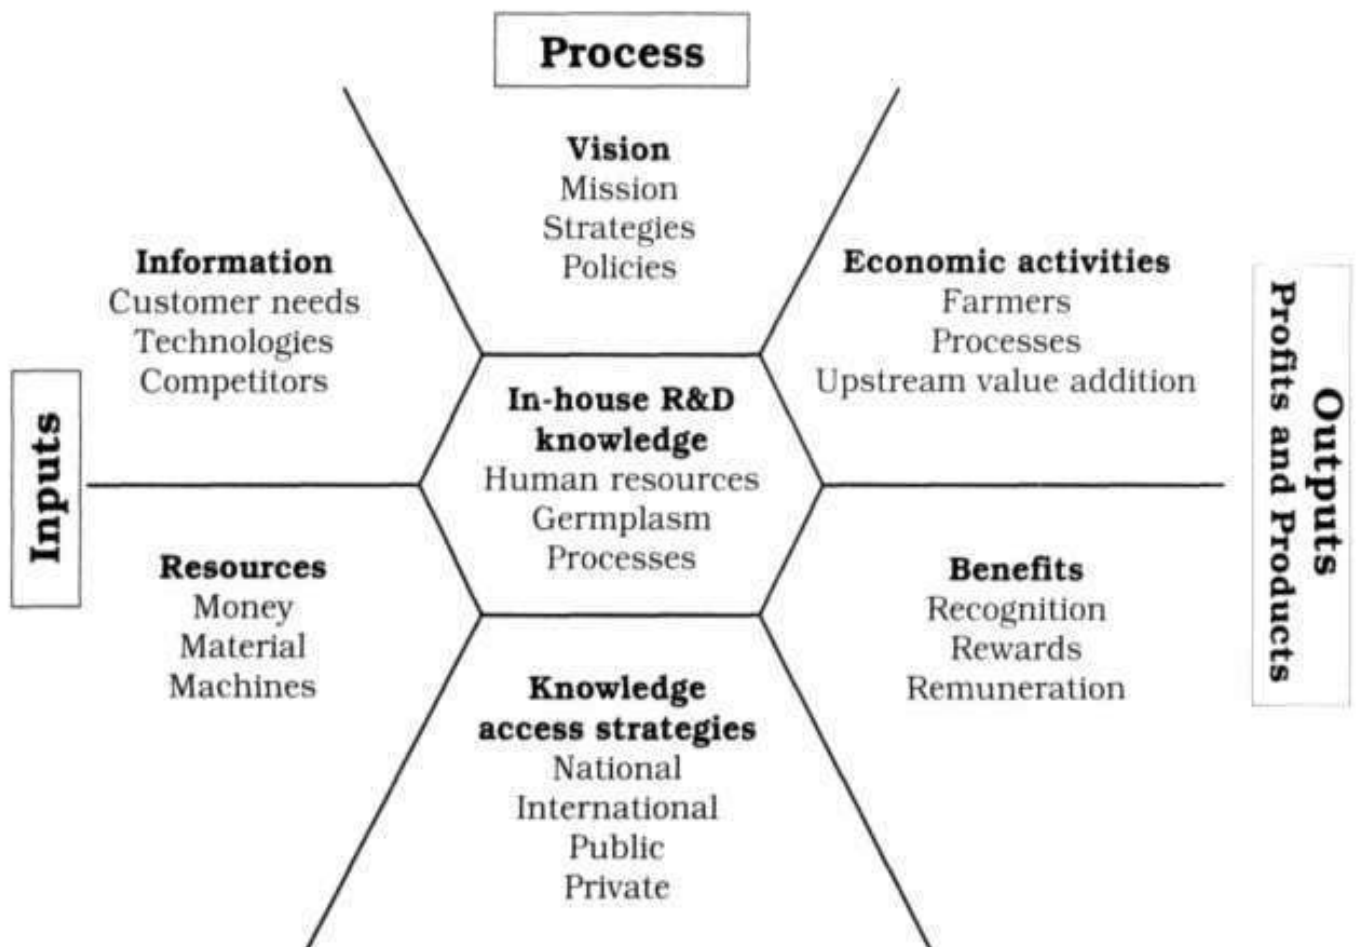 Process
Vision
Mission
Strategies
Policies
Information
Customer needs
Technologies
Competitors
Economic activities
Farmers
Processes
Upstream value addition
Inputs
In-house R&D
knowledge
Human resources
Germplasm
Processes
Outputs
Profits and Products
Resources
Money
Material
Machines
Benefits
Recognition
Rewards
Remuneration
Knowledge
access strategies
National
International
Public
Private